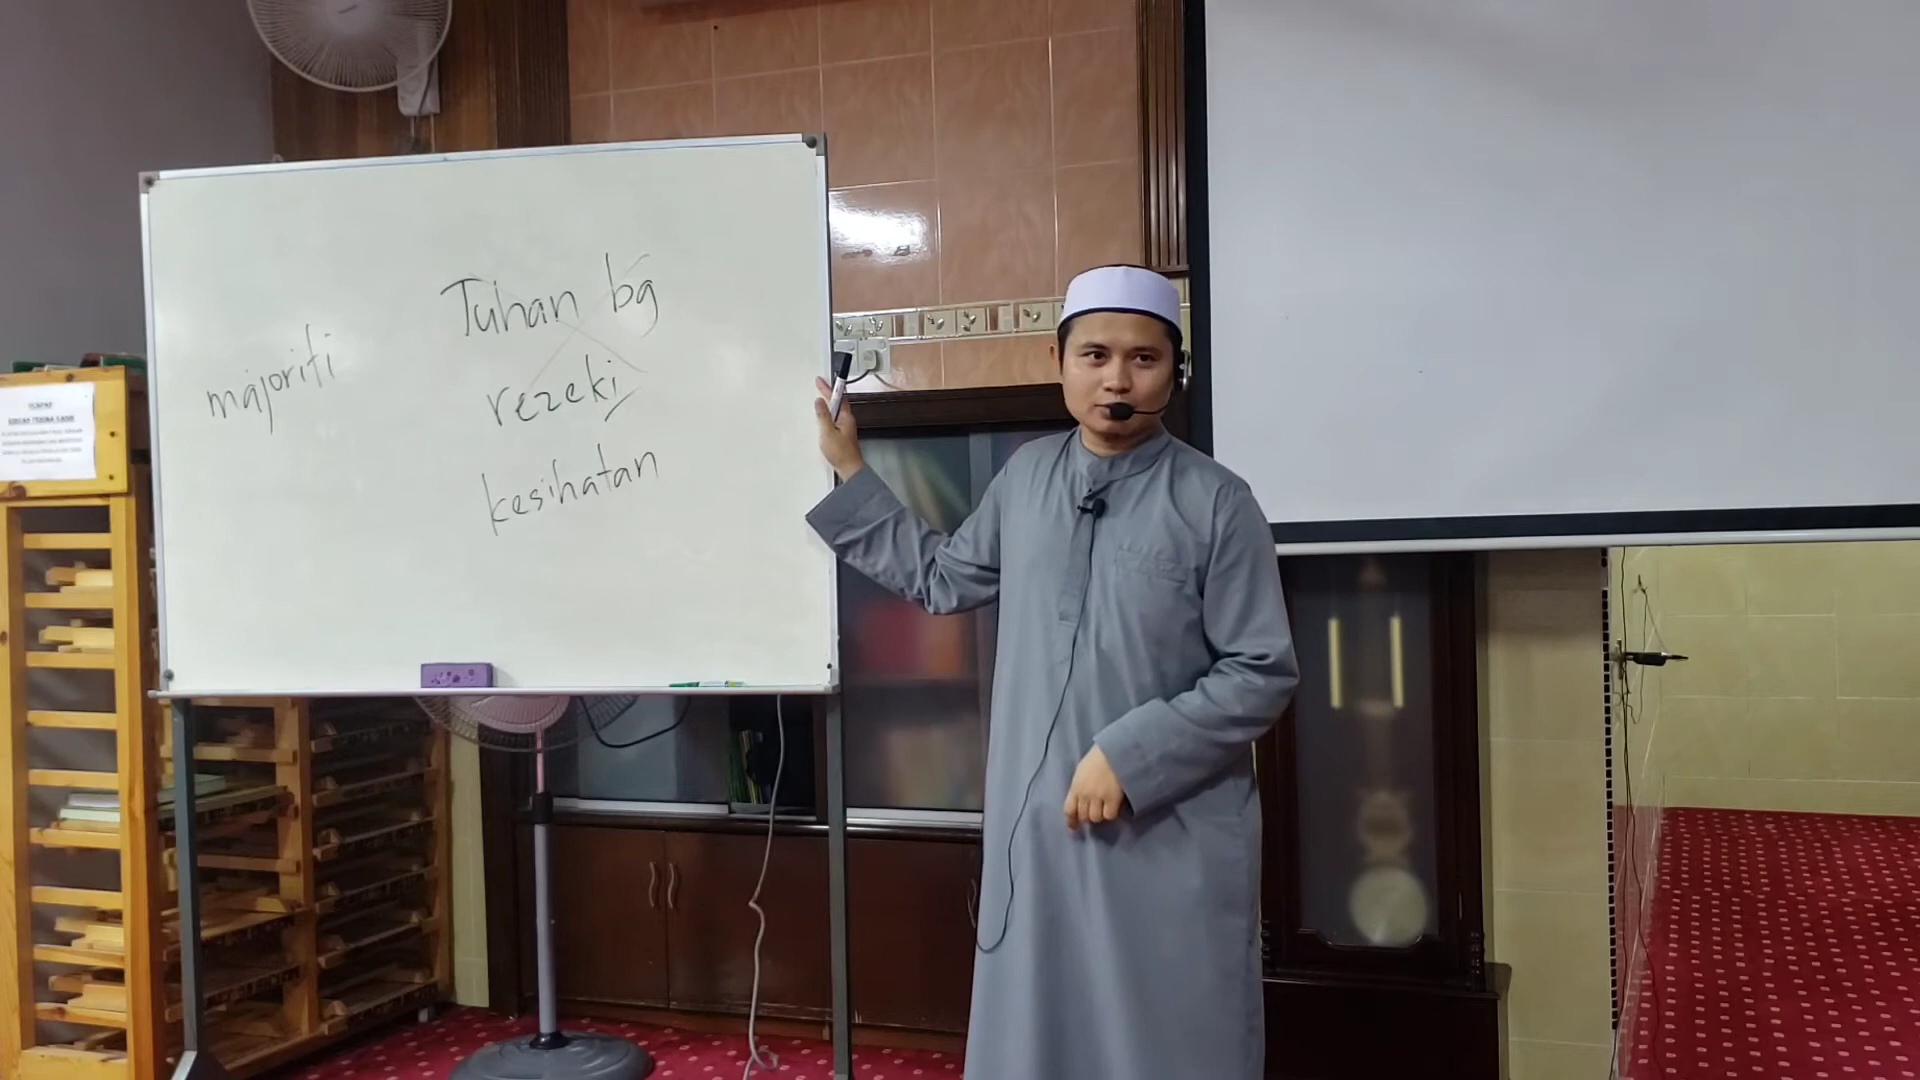 majoriti
Tuhan bg
rezeki
kesihatan